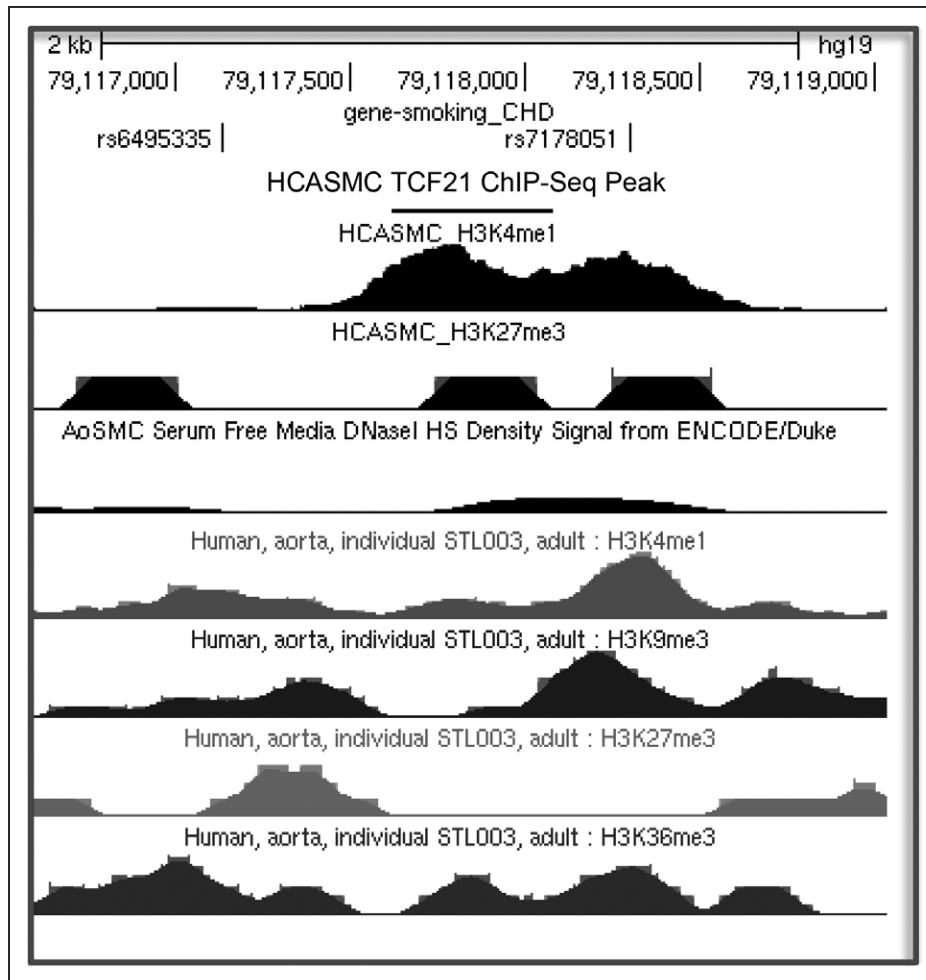 2 kb hg19
79,117,000 79,117,500 79,118,000 79,118,500 79,119,000
gene-smoking_CHD
rs6495335 rs7178051
HCASMC TCF21 ChIP-Seq Peak
HCASMC_H3K4me1
HCASMC_H3K27me3
AoSMC Serum Free Media DNaseI HS Density Signal from ENCODE/Duke
Human, aorta, individual STL003, adult : H3K4me1
Human, aorta, individual STL003, adult : H3K9me3
Human, aorta, individual STL003, adult : H3K27me3
Human, aorta, individual STL003, adult : H3K36me3